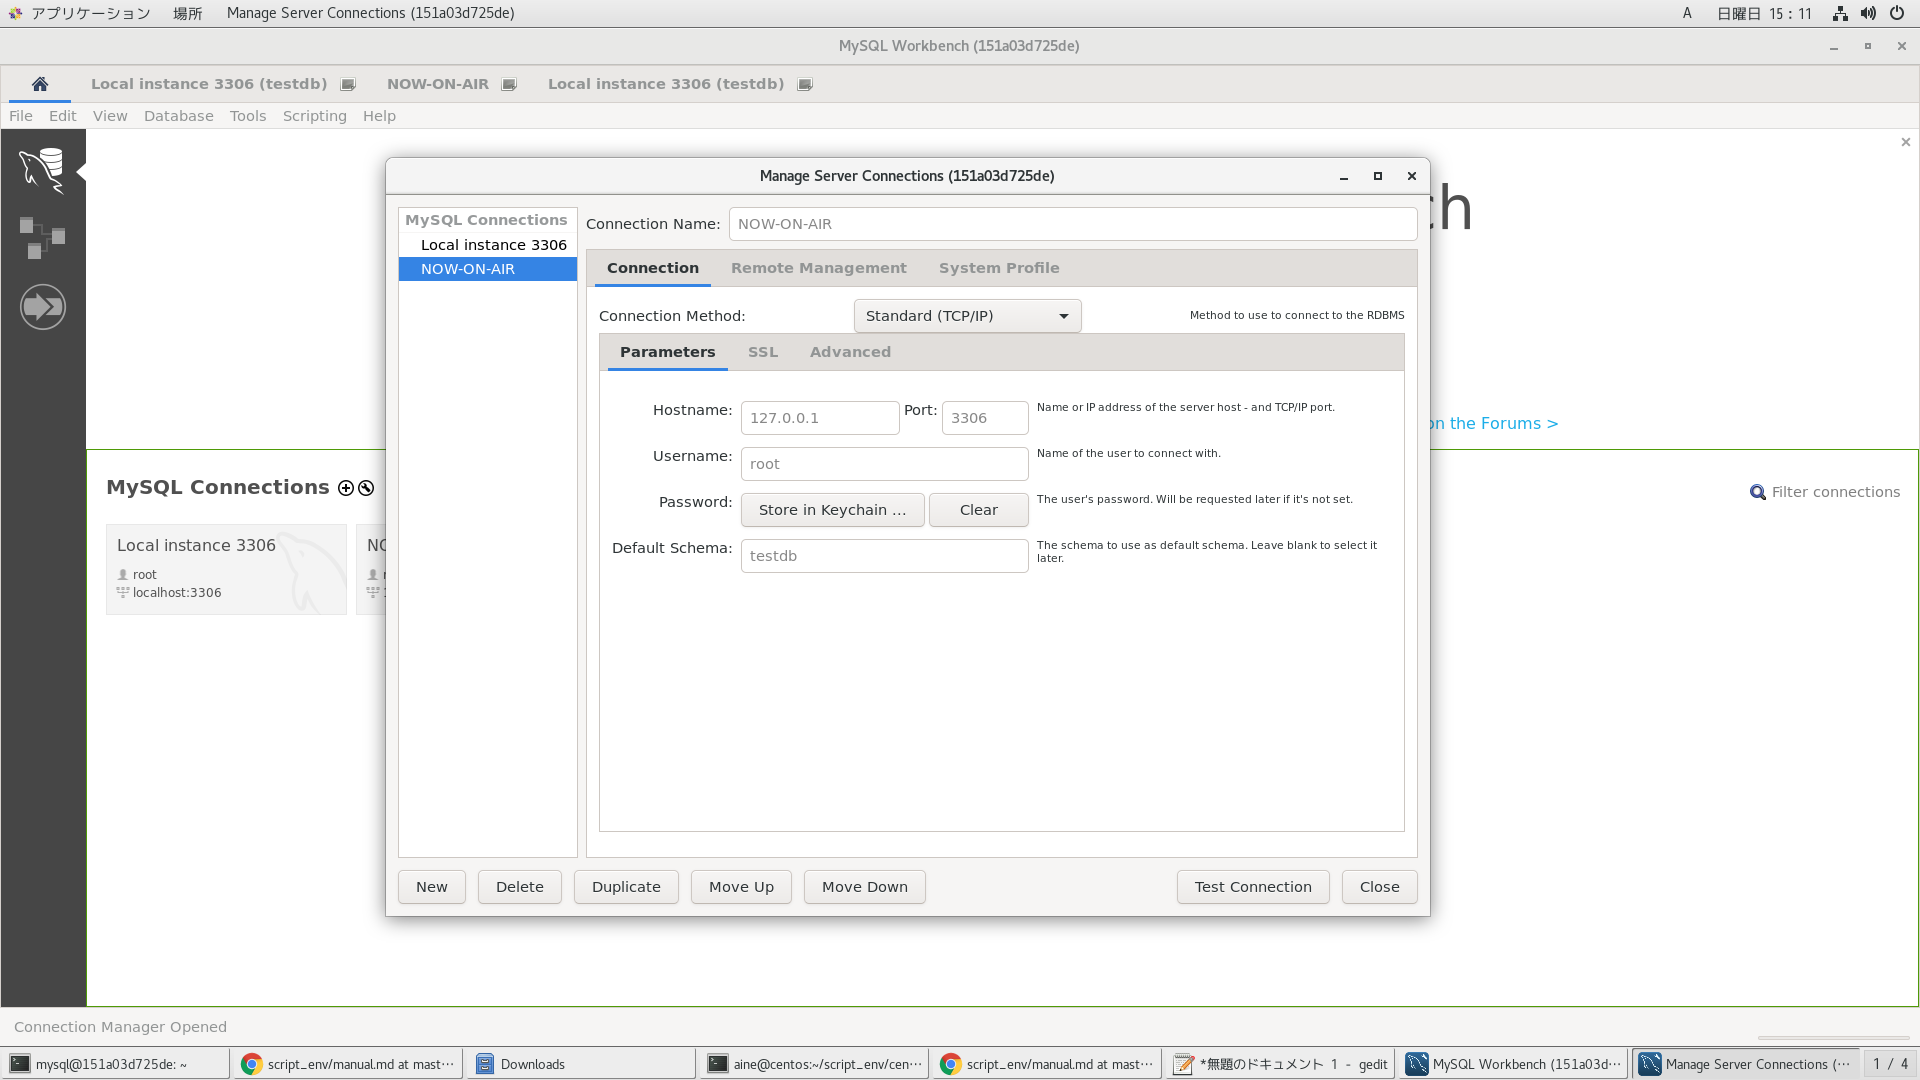 アプリケーション 場所 Manage Server Connections (151a03d725de) A 日曜日 15：11
MySQL Workbench (151a03d725de)
Local instance 3306 (testdb) NOW-ON-AIR Local instance 3306 (testdb)
File Edit View Database Tools Scripting Help
ch
on the Forums >
MySQL Connections
Filter connections
Local instance 3306
root
localhost:3306
NO
Manage Server Connections (151a03d725de)
MySQL Connections
Local instance 3306
NOW-ON-AIR
Connection Name: NOW-ON-AIR
Connection Remote Management System Profile
Connection Method: Standard (TCP/IP) Method to use to connect to the RDBMS
Parameters SSL Advanced
Hostname: 127.0.0.1 Port: 3306 Name or IP address of the server host - and TCP/IP port.
Username: root Name of the user to connect with.
Password: Store in Keychain ... Clear The user's password. Will be requested later if it's not set.
Default Schema: testdb The schema to use as default schema. Leave blank to select it
later.
New Delete Duplicate Move Up Move Down Test Connection Close
Connection Manager Opened
mysql@151a03d725de: ~ script_env/manual.md at mast… Downloads aine@centos:~/script_env/cen… script_env/manual.md at mast… *無題のドキュメント 1 - gedit MySQL Workbench (151a03d… Manage Server Connections (… 1 / 4